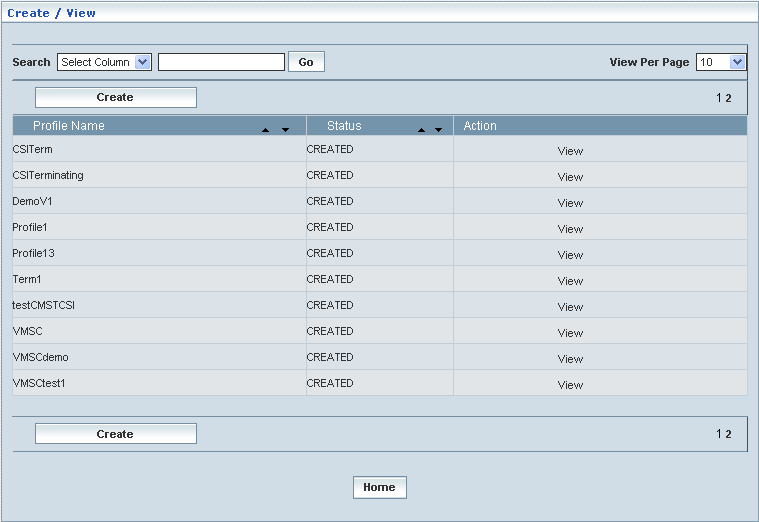 Create / View
Search Select Column Go View Per Page 10
Create 1 2
Profile Name Status Action
CSITerm CREATED View
CSITerminating CREATED View
DemoV1 CREATED View
Profile1 CREATED View
Profile13 CREATED View
Term1 CREATED View
testCMSTCSI CREATED View
VMSC CREATED View
VMSCdemo CREATED View
VMSCtest1 CREATED View
Create 1 2
Home